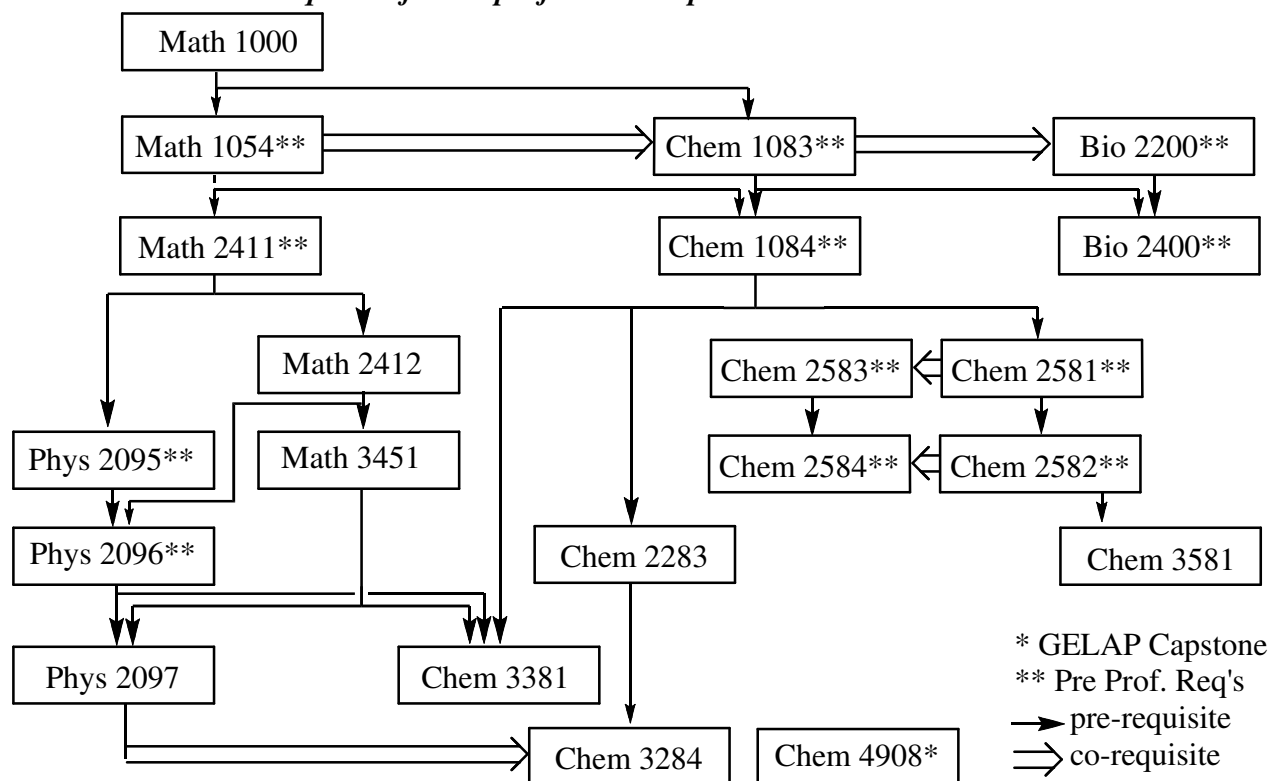 Math 1000
Math 1054** Chem 1083** Bio 2200**
Math 2411** Chem 1084** Bio 2400**
Math 2412 Chem 2583** Chem 2581**
Phys 2095** Math 3451 Chem 2584** Chem 2582**
Phys 2096** Chem 2283 Chem 3581
* GELAP Capstone
Phys 2097 Chem 3381 ** Pre Prof. Req's
pre-requisite
Chem 3284 Chem 4908* co-requisite